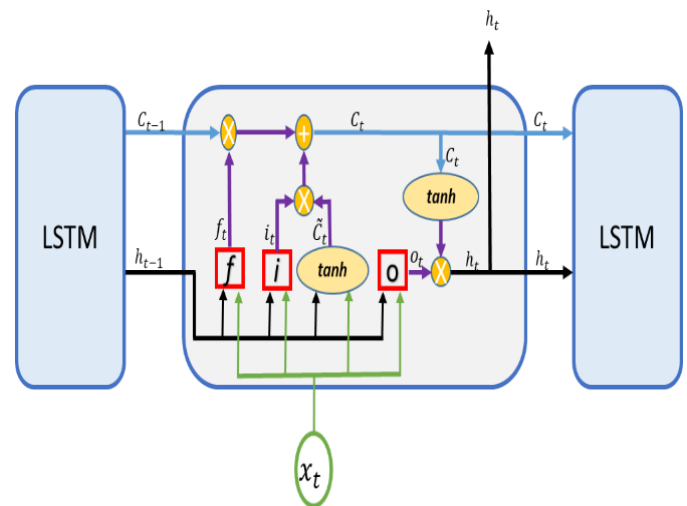 h_t
C_{t-1}
X
+
C_t
C_t
C_t
tanh
X
LSTM
f_t
i_t
C̃_t
LSTM
h_{t-1}
f
i
tanh
o
o_t
X
h_t
h_t
x_t